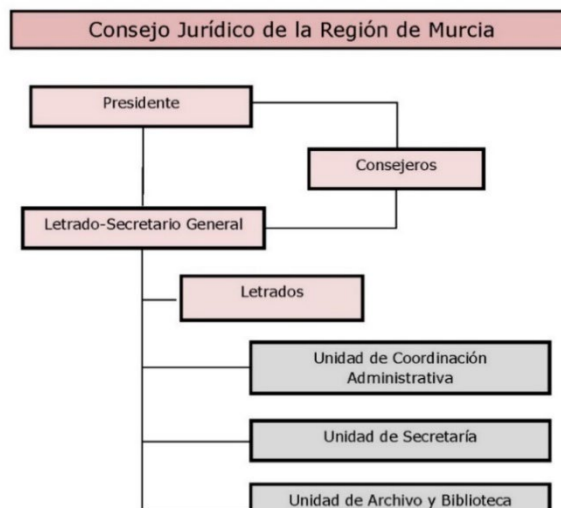 Consejo Jurídico de la Región de Murcia
Presidente
Consejeros
Letrado-Secretario General
Letrados
Unidad de Coordinación
Administrativa
Unidad de Secretaría
Unidad de Archivo y Biblioteca